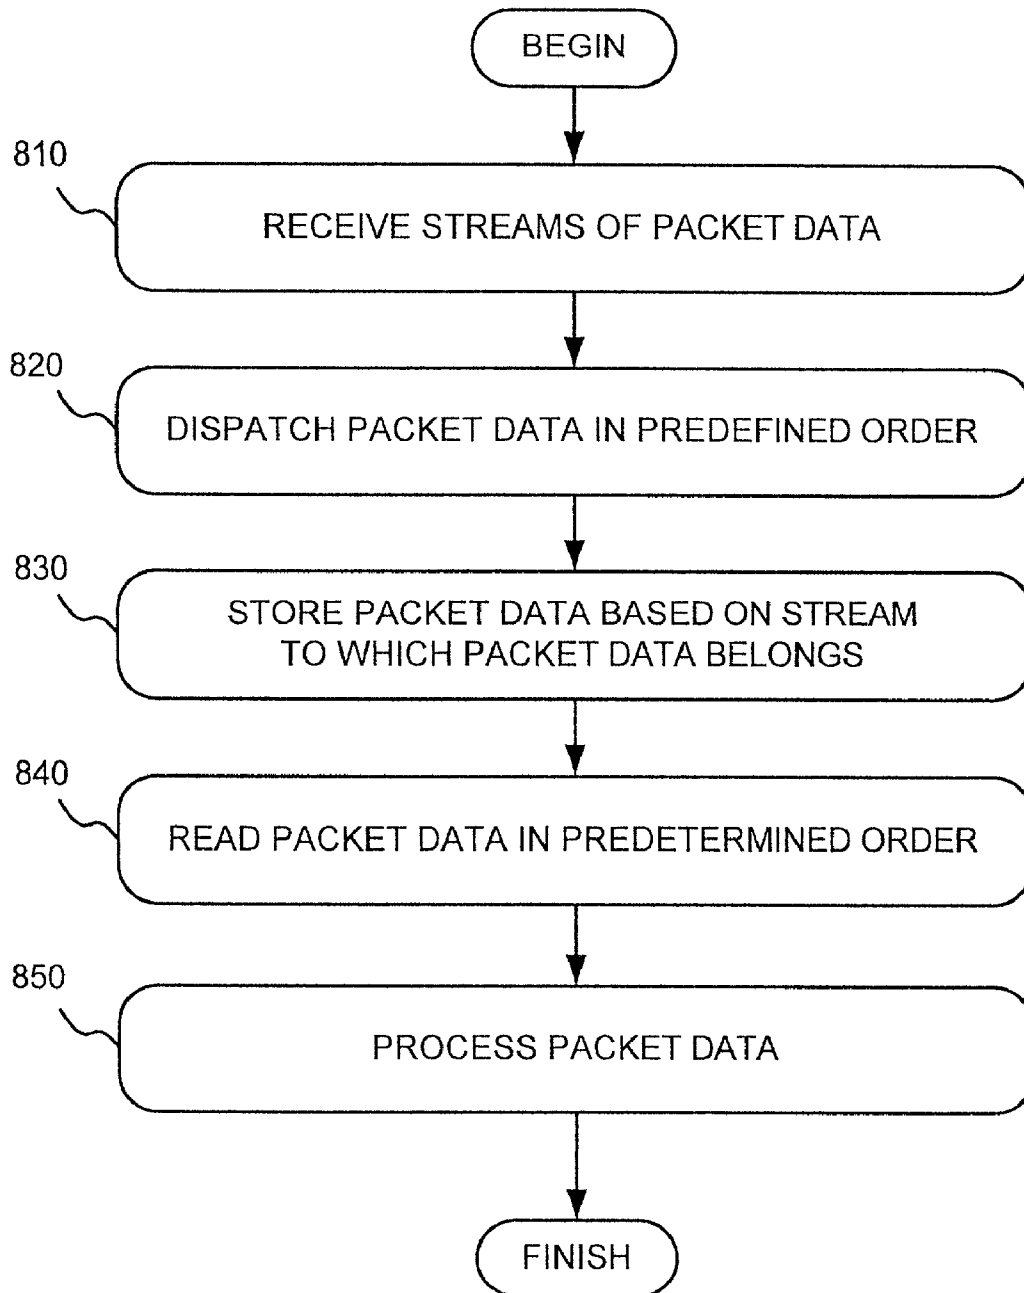 BEGIN
810
RECEIVE STREAMS OF PACKET DATA
820
DISPATCH PACKET DATA IN PREDEFINED ORDER
830
STORE PACKET DATA BASED ON STREAM
TO WHICH PACKET DATA BELONGS
840
READ PACKET DATA IN PREDETERMINED ORDER
850
PROCESS PACKET DATA
FINISH